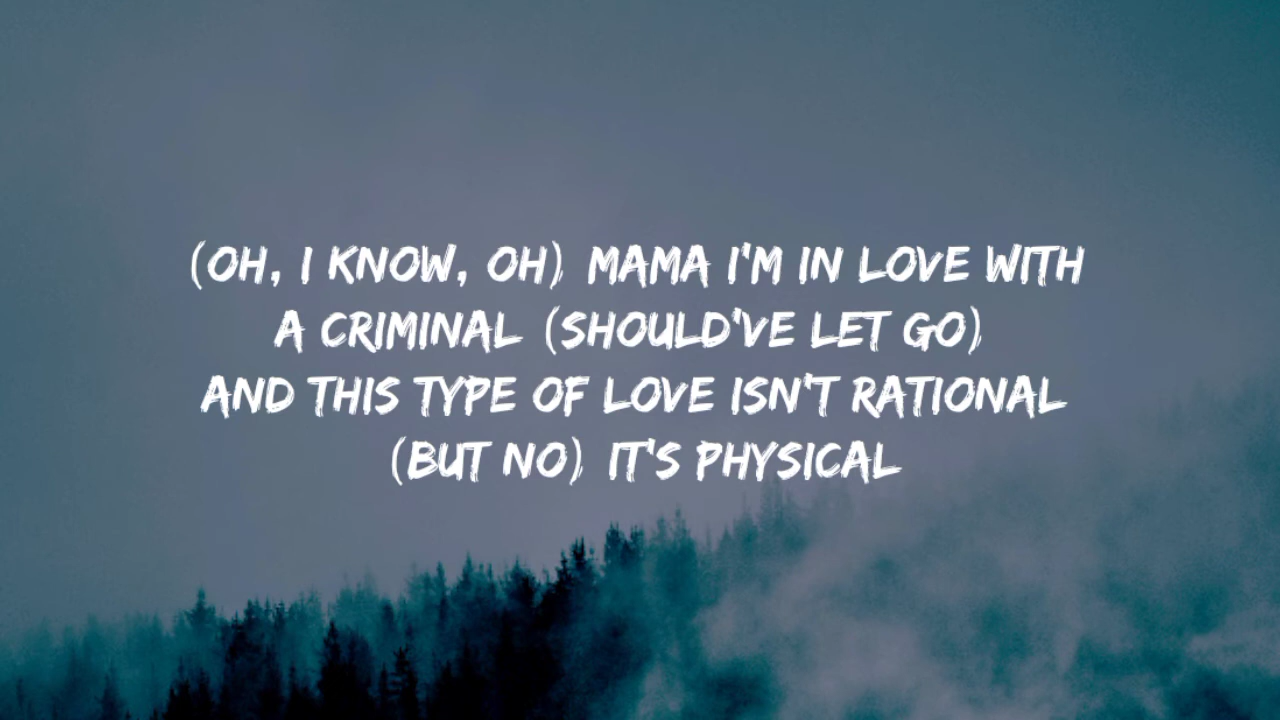 (OH, I KNOW, OH) MAMA I'M IN LOVE WITH
A CRIMINAL (SHOULD'VE LET GO)
AND THIS TYPE OF LOVE ISN'T RATIONAL
(BUT NO) IT'S PHYSICAL